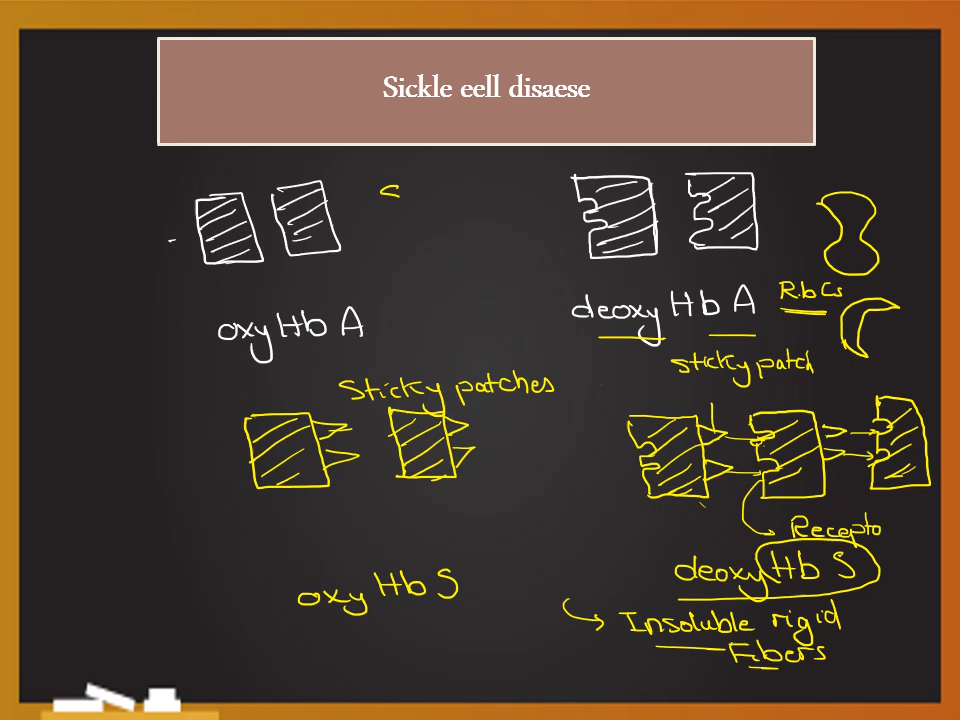 Sickle eell disaese
oxy Hb A
deoxy Hb A
R.b Cs
sticky patch
Sticky patches
Recepto
oxy Hb S
deoxy Hb S
Insoluble rigid
Fibers